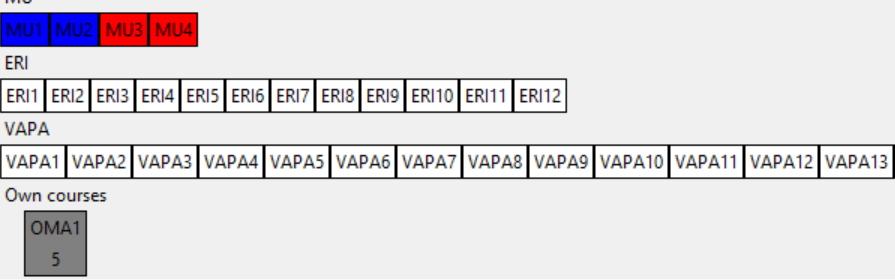 MU
MU1 MU2 MU3 MU4
ERI
ERI1 ERI2 ERI3 ERI4 ERI5 ERI6 ERI7 ERI8 ERI9 ERI10 ERI11 ERI12
VAPA
VAPA1 VAPA2 VAPA3 VAPA4 VAPA5 VAPA6 VAPA7 VAPA8 VAPA9 VAPA10 VAPA11 VAPA12 VAPA13
Own courses
OMA1
5